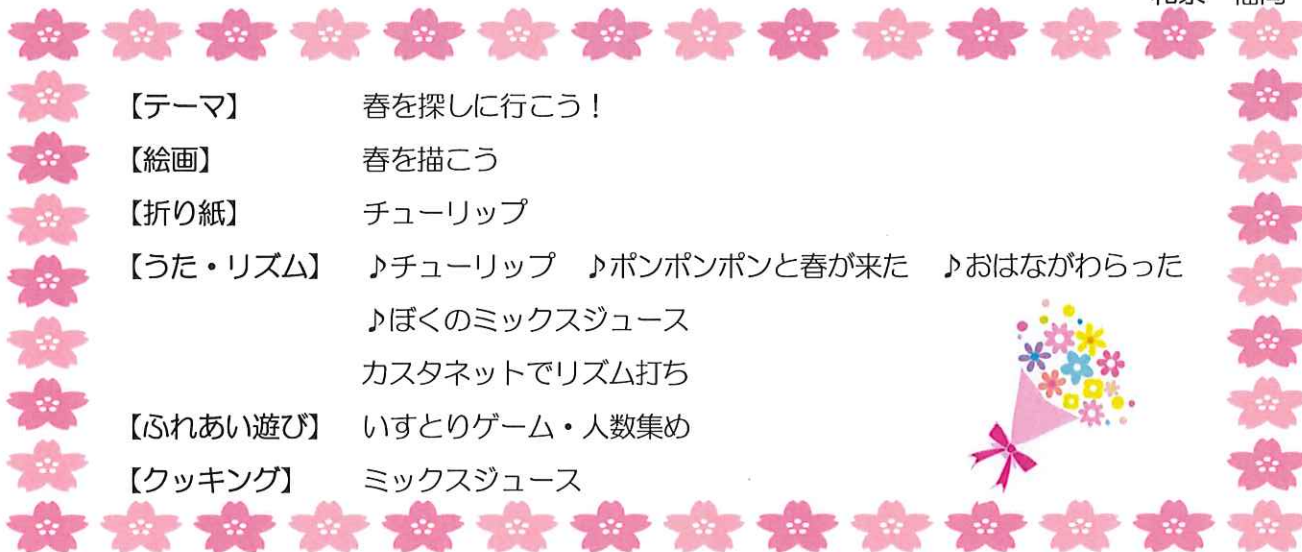 【テーマ】 春を探しに行こう！
【絵画】 春を描こう
【折り紙】 チューリップ
【うた・リズム】 ♪チューリップ ♪ポンポンポンと春が来た ♪おはながわらった
♪ぼくのミックスジュース
カスタネットでリズム打ち
【ふれあい遊び】 いすとりゲーム・人数集め
【クッキング】 ミックスジュース